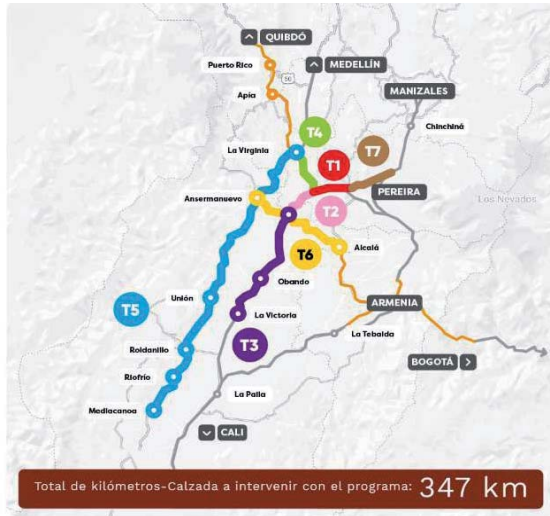 QUIBDÓ
Puerto Rico
50
MEDELLÍN
Apía
MANIZALES
Chinchiná
T4
La Virginia
T7
T1
PEREIRA
Ansermanuevo
T2
Los Nevados
T6
Alcalá
Obando
Unión
T5
ARMENIA
La Victoria
T3
La Tebaida
Roldanillo
BOGOTÁ
Riofrío
La Paila
Mediacanoa
CALI
Total de kilómetros-Calzada a intervenir con el programa: 347 km